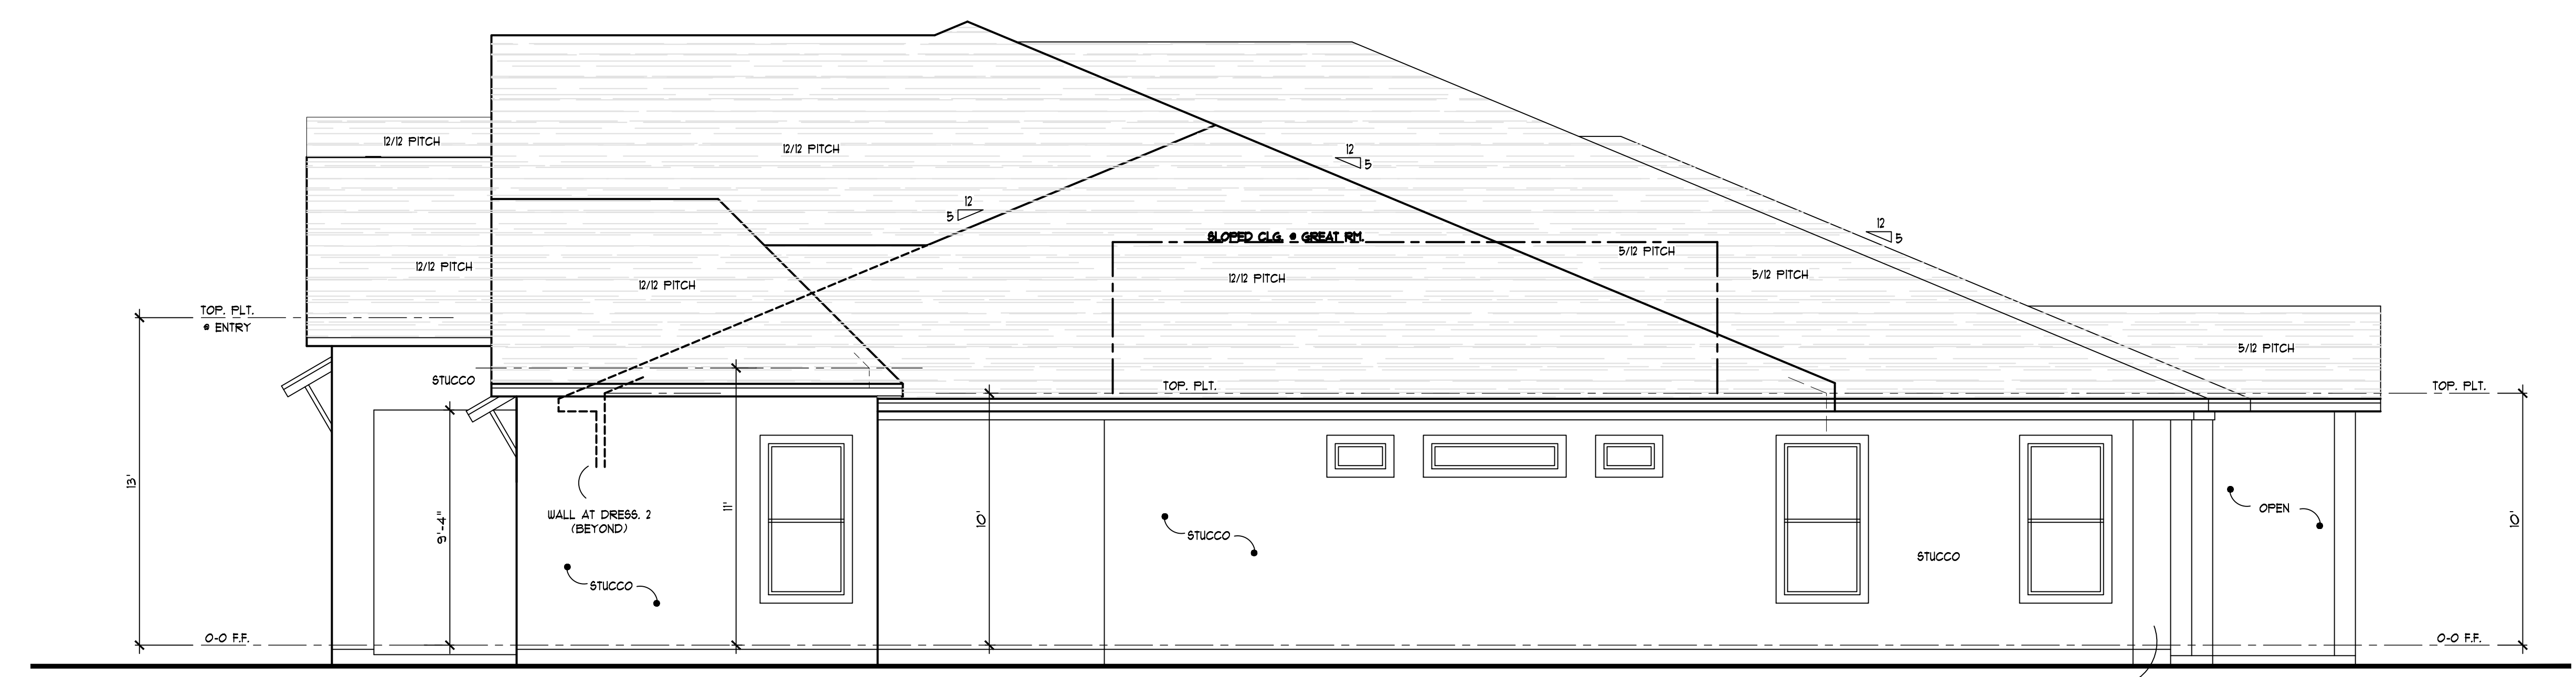 12/12 PITCH
12/12 PITCH
12
5
12
5
12
5
SLOPED CLG. @ GREAT RM.
5/12 PITCH
12/12 PITCH
12/12 PITCH
12/12 PITCH
5/12 PITCH
TOP. PLT.
@ ENTRY
5/12 PITCH
STUCCO
TOP. PLT.
TOP. PLT.
13'
9'-4"
11'
10'
10'
WALL AT DRESS. 2
(BEYOND)
STUCCO
STUCCO
STUCCO
OPEN
0-0 F.F.
0-0 F.F.